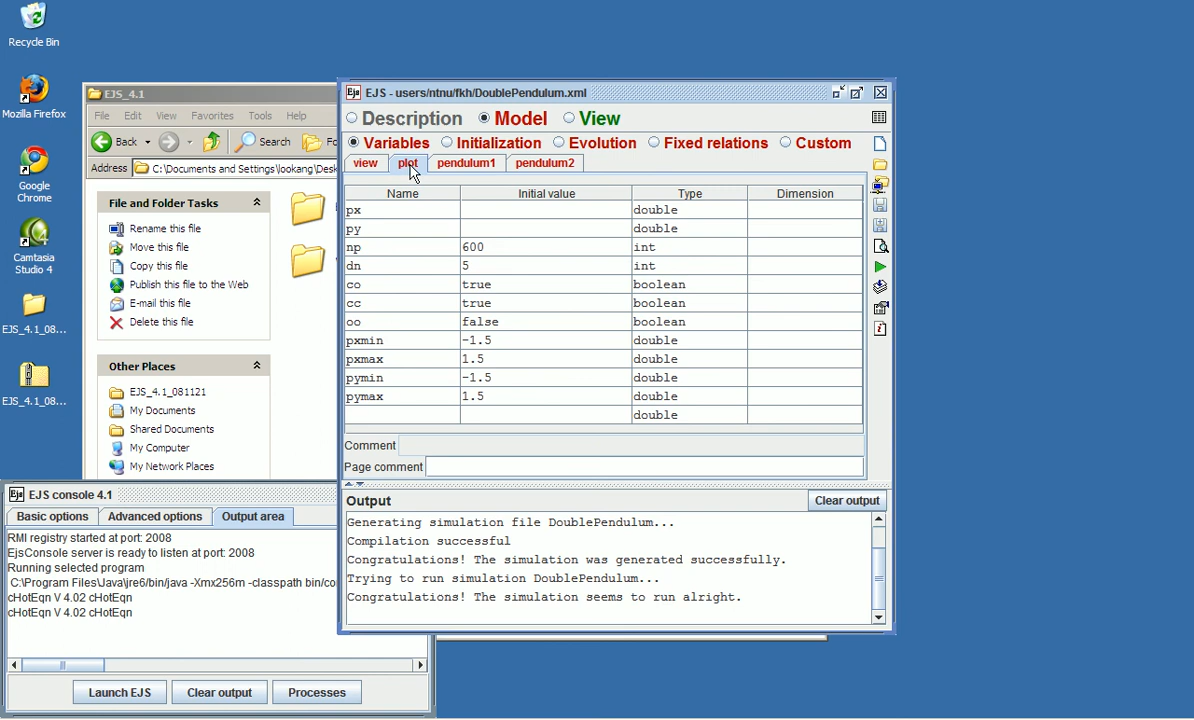 Recycle Bin
Mozilla Firefox
Google
Chrome
Camtasia
Studio 4
EJS_4.1_08...
EJS_4.1_08...
EJS_4.1
File Edit View Favorites Tools Help
Back Search
Address C:\Documents and Settings\lookang\Desk
File and Folder Tasks
Rename this file
Move this file
Copy this file
Publish this file to the Web
E-mail this file
Delete this file
Other Places
EJS_4.1_081121
My Documents
Shared Documents
My Computer
My Network Places
Ejs EJS console 4.1
Basic options Advanced options Output area
RMI registry started at port: 2008
EjsConsole server is ready to listen at port: 2008
Running selected program
C:\Program Files\Java\jre6/bin/java -Xmx256m -classpath bin/co
cHotEqn V 4.02 cHotEqn
cHotEqn V 4.02 cHotEqn
Launch EJS Clear output Processes
Ejs EJS - users/ntnu/fkh/DoublePendulum.xml
Description Model View
Variables Initialization Evolution Fixed relations Custom
view plot pendulum1 pendulum2
Name Initial value Type Dimension
px double
py double
np 600 int
dn 5 int
co true boolean
cc true boolean
oo false boolean
pxmin -1.5 double
pxmax 1.5 double
pymin -1.5 double
pymax 1.5 double
double
Comment
Page comment
Output Clear output
Generating simulation file DoublePendulum...
Compilation successful
Congratulations! The simulation was generated successfully.
Trying to run simulation DoublePendulum...
Congratulations! The simulation seems to run alright.